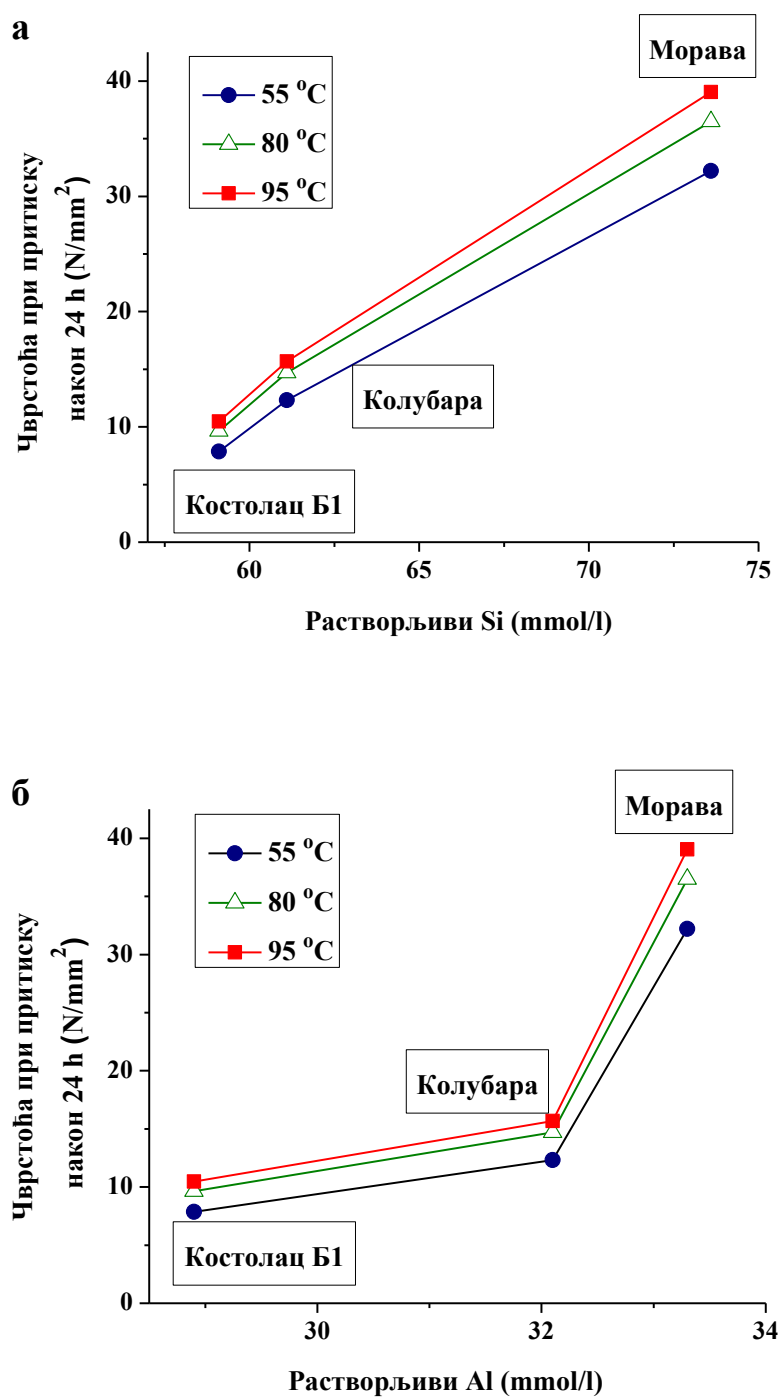 а
Морава
55 °C
80 °C
95 °C
40
30
20
10
0
Чврстоћа при притиску
након 24 h (N/mm²)
Колубара
Костолац Б1
60
65
70
75
Растворљиви Si (mmol/l)
б
Морава
55 °C
80 °C
95 °C
40
30
20
10
0
Чврстоћа при притиску
након 24 h (N/mm²)
Колубара
Костолац Б1
30
32
34
Растворљиви Al (mmol/l)